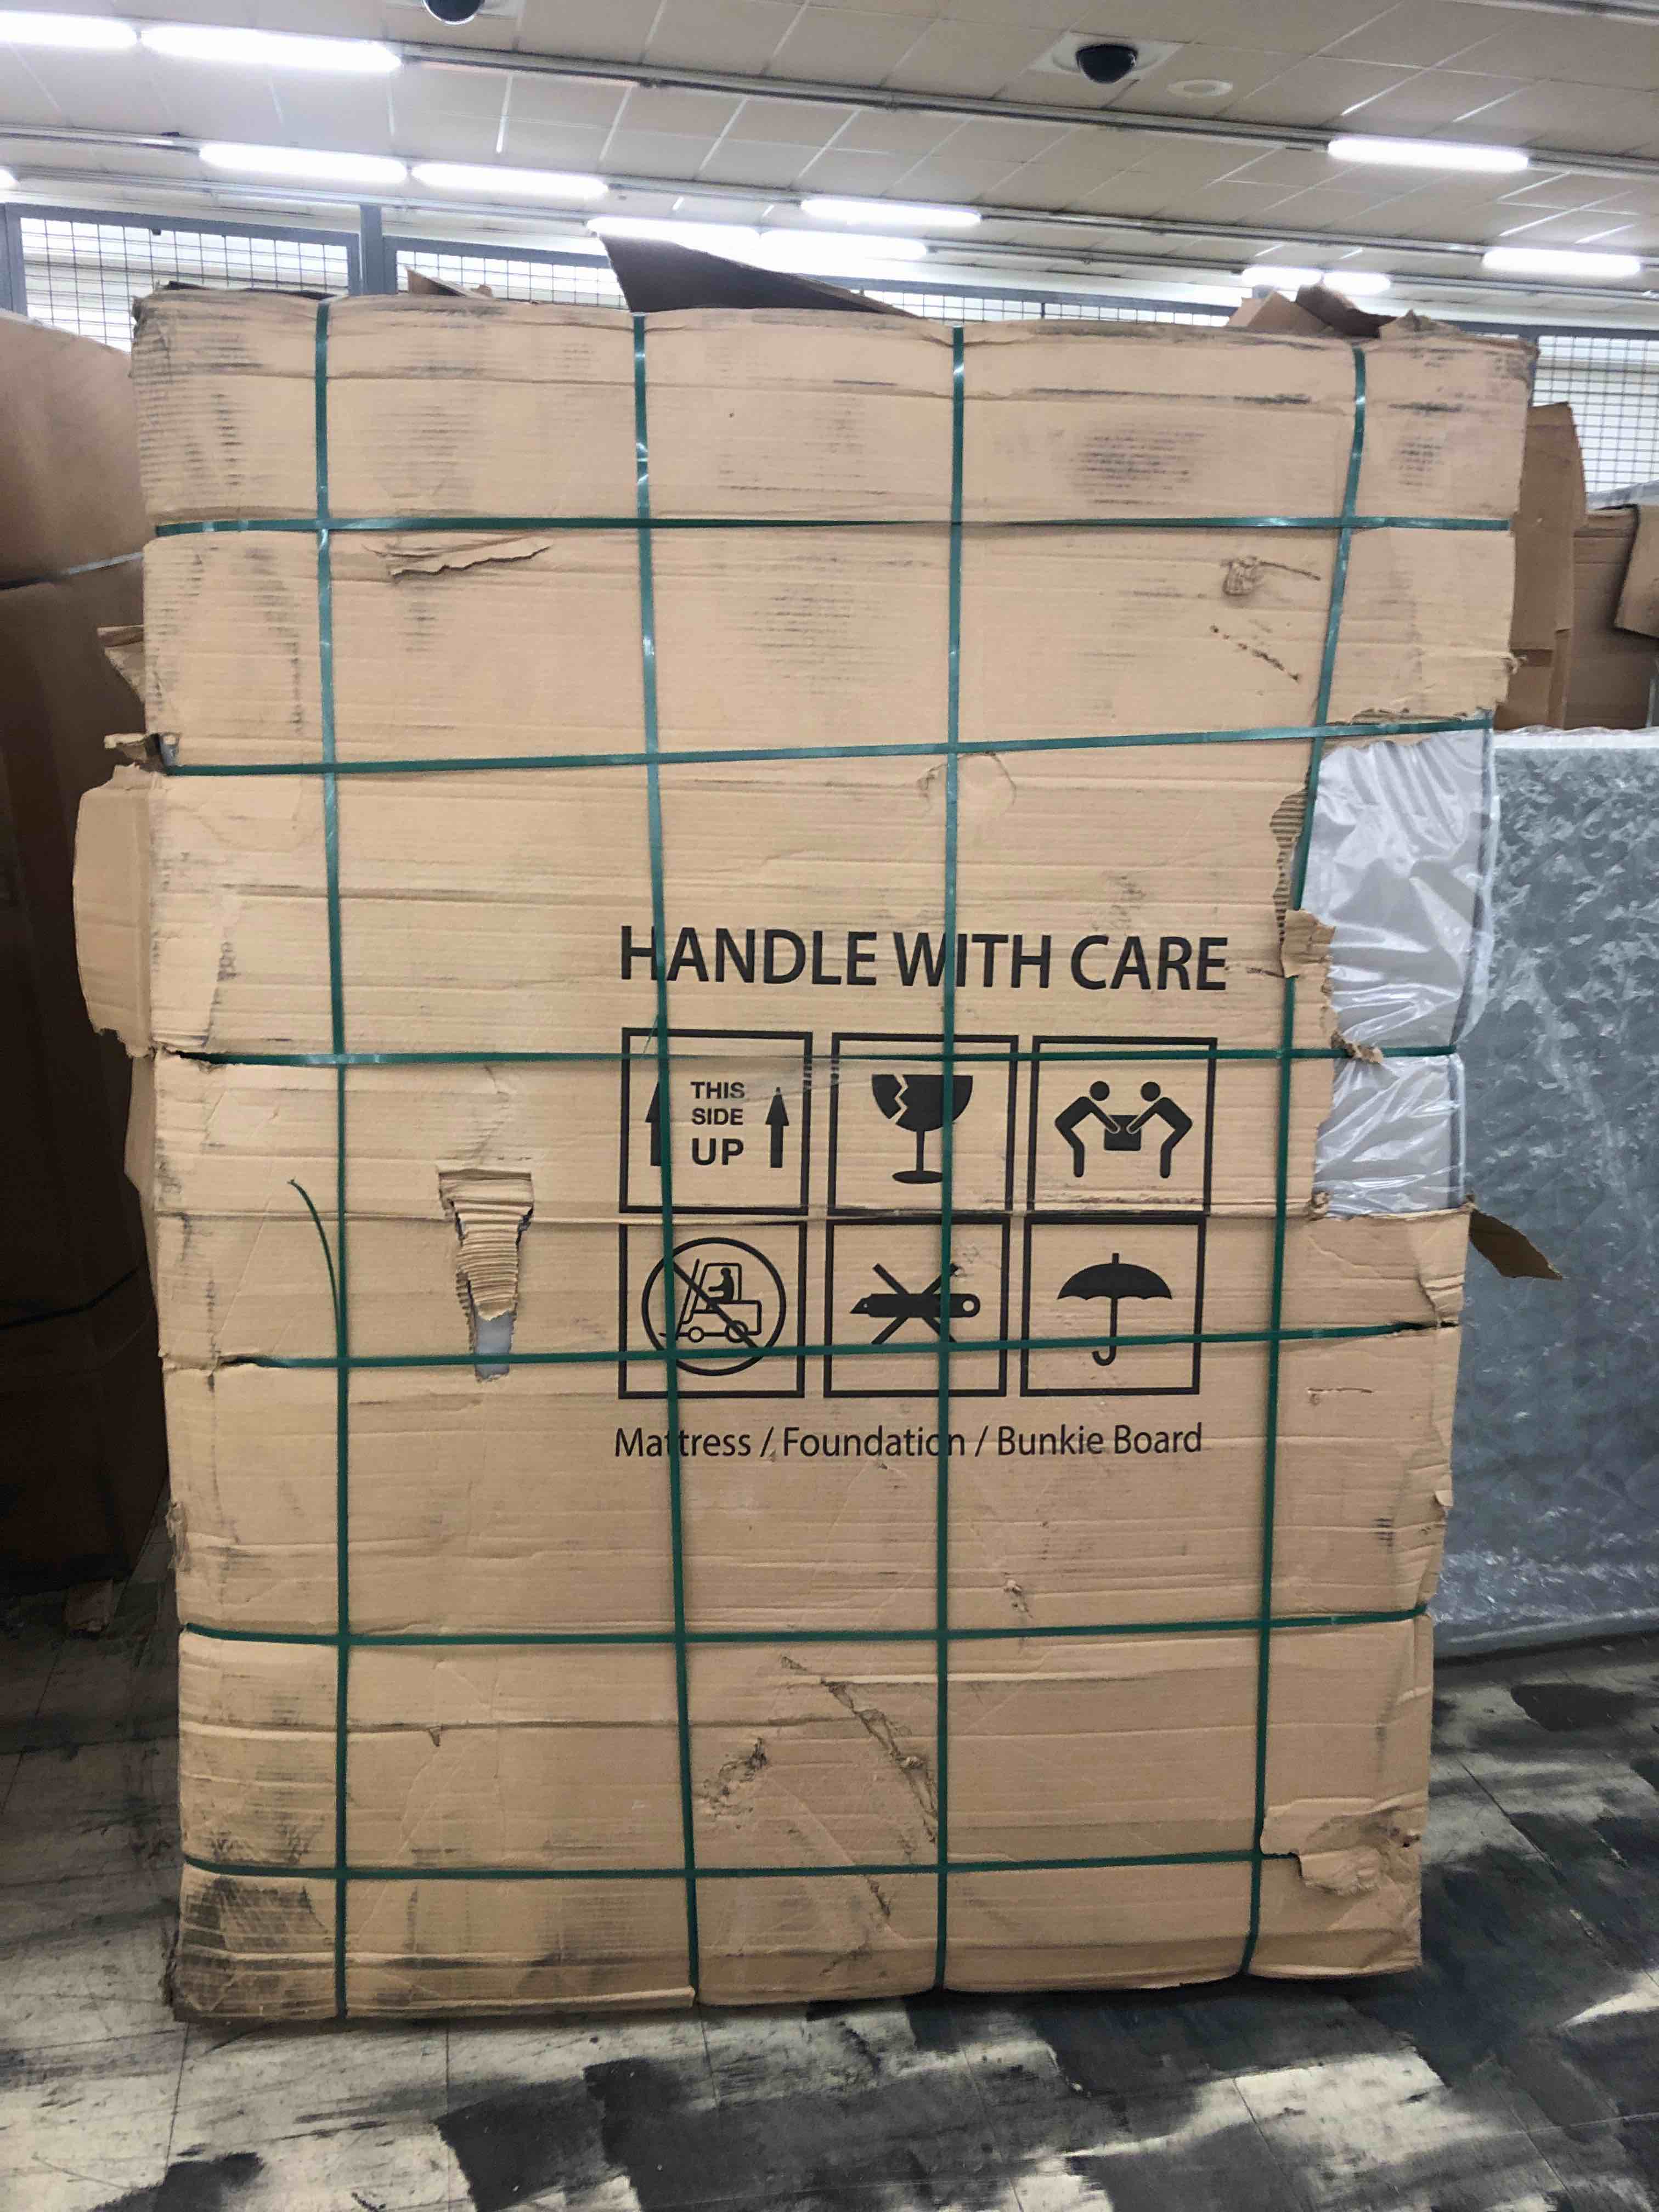 HANDLE WITH CARE
THIS
SIDE
UP
Mattress / Foundation / Bunkie Board